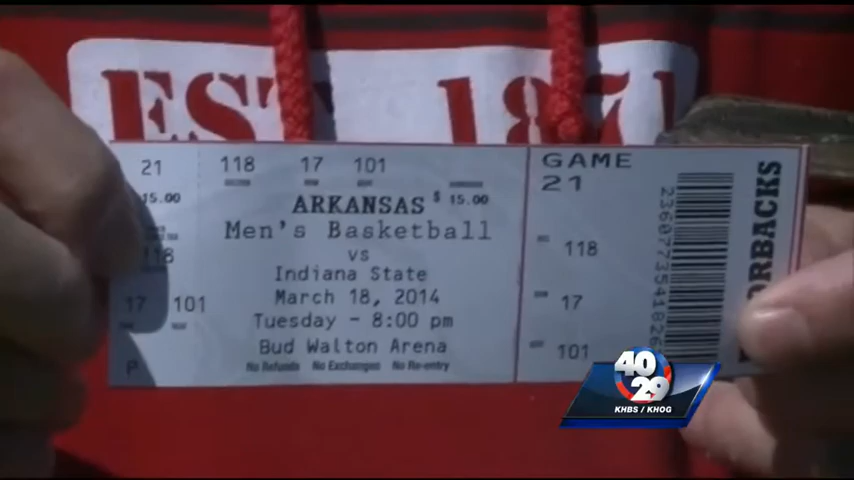 EST 1871
21 118 17 101 GAME
21
15.00 ARKANSAS $ 15.00
Men's Basketball
118 vs 118
Indiana State
17 101 March 18, 2014 17
Tuesday - 8:00 pm
P Bud Walton Arena 101
No Refunds No Exchanges No Re-entry
ORBACKS
40
29
KHBS / KHOG